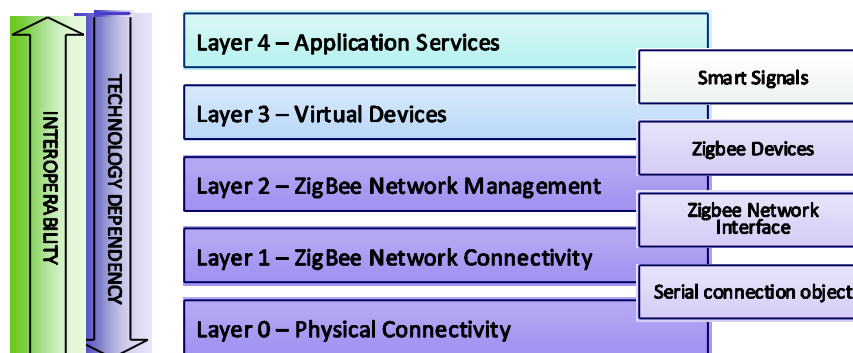 INTEROPERABILITY
TECHNOLOGY DEPENDENCY
Layer 4 – Application Services
Smart Signals
Layer 3 – Virtual Devices
Zigbee Devices
Layer 2 – ZigBee Network Management
Zigbee Network
Interface
Layer 1 – ZigBee Network Connectivity
Serial connection object
Layer 0 – Physical Connectivity